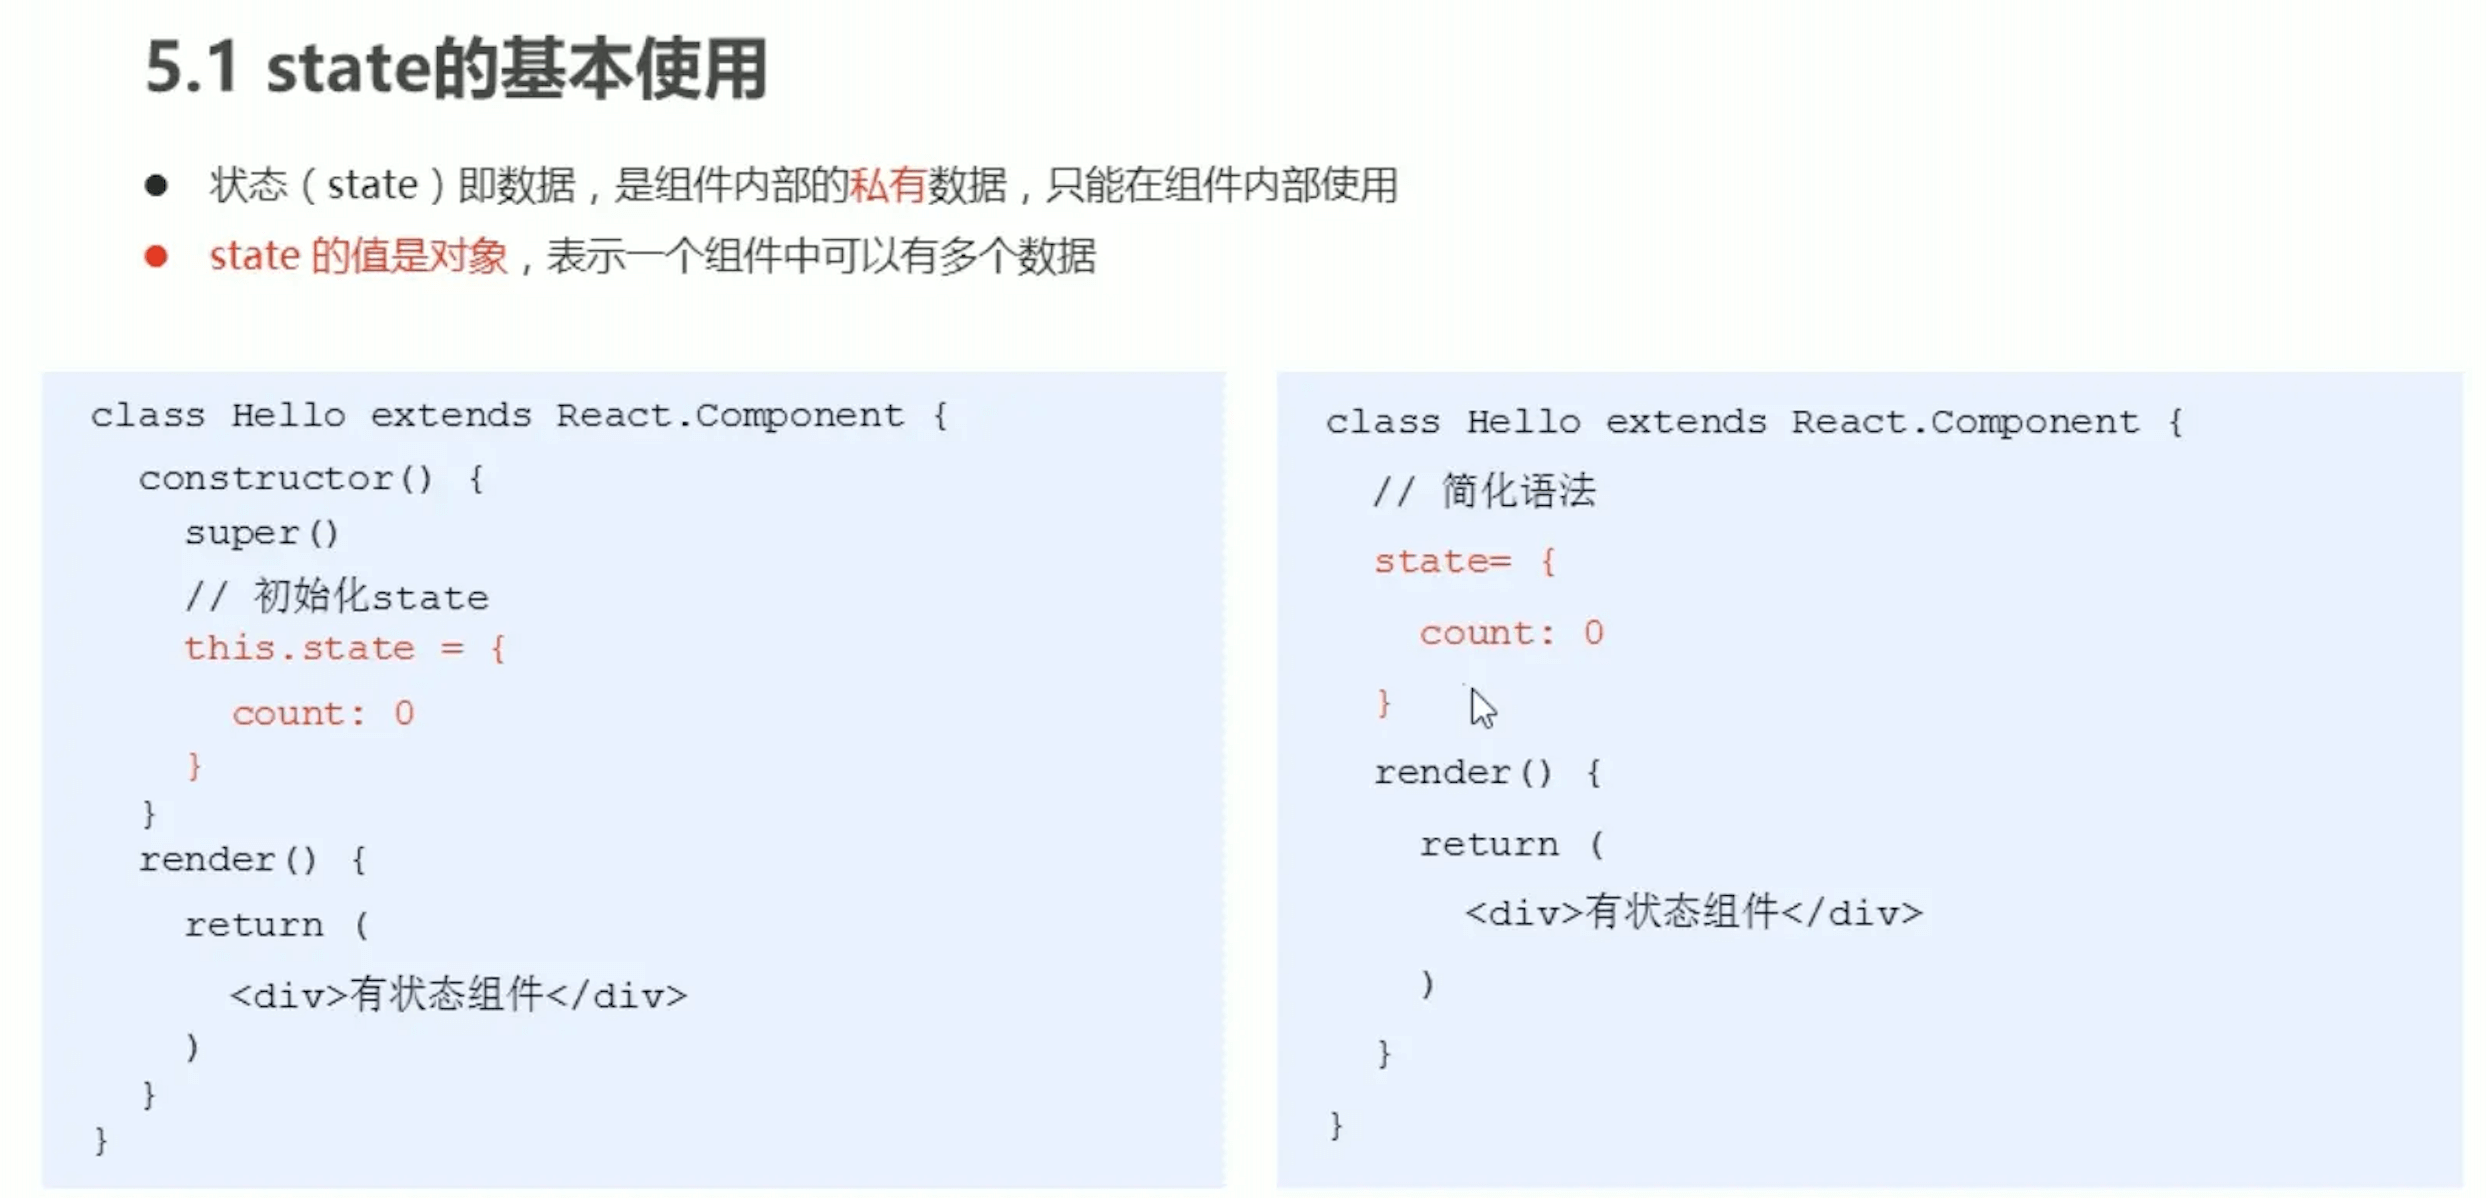 5.1 state的基本使用
状态（state）即数据，是组件内部的私有数据，只能在组件内部使用
state 的值是对象，表示一个组件中可以有多个数据
class Hello extends React.Component {
constructor() {
super()
// 初始化state
this.state = {
count: 0
}
}
render() {
return (
<div>有状态组件</div>
)
}
}
class Hello extends React.Component {
// 简化语法
state= {
count: 0
}
render() {
return (
<div>有状态组件</div>
)
}
}